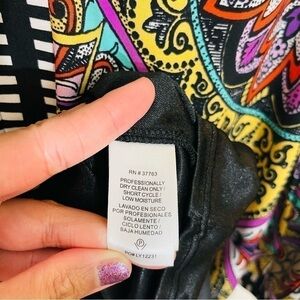 RN # 37763
PROFESSIONALLY
DRY CLEAN ONLY /
SHORT CYCLE /
LOW MOISTURE
LAVADO EN SECO
POR PROFESIONALES
SOLAMENTE /
CICLO LENTO /
BAJA HUMEDAD
P